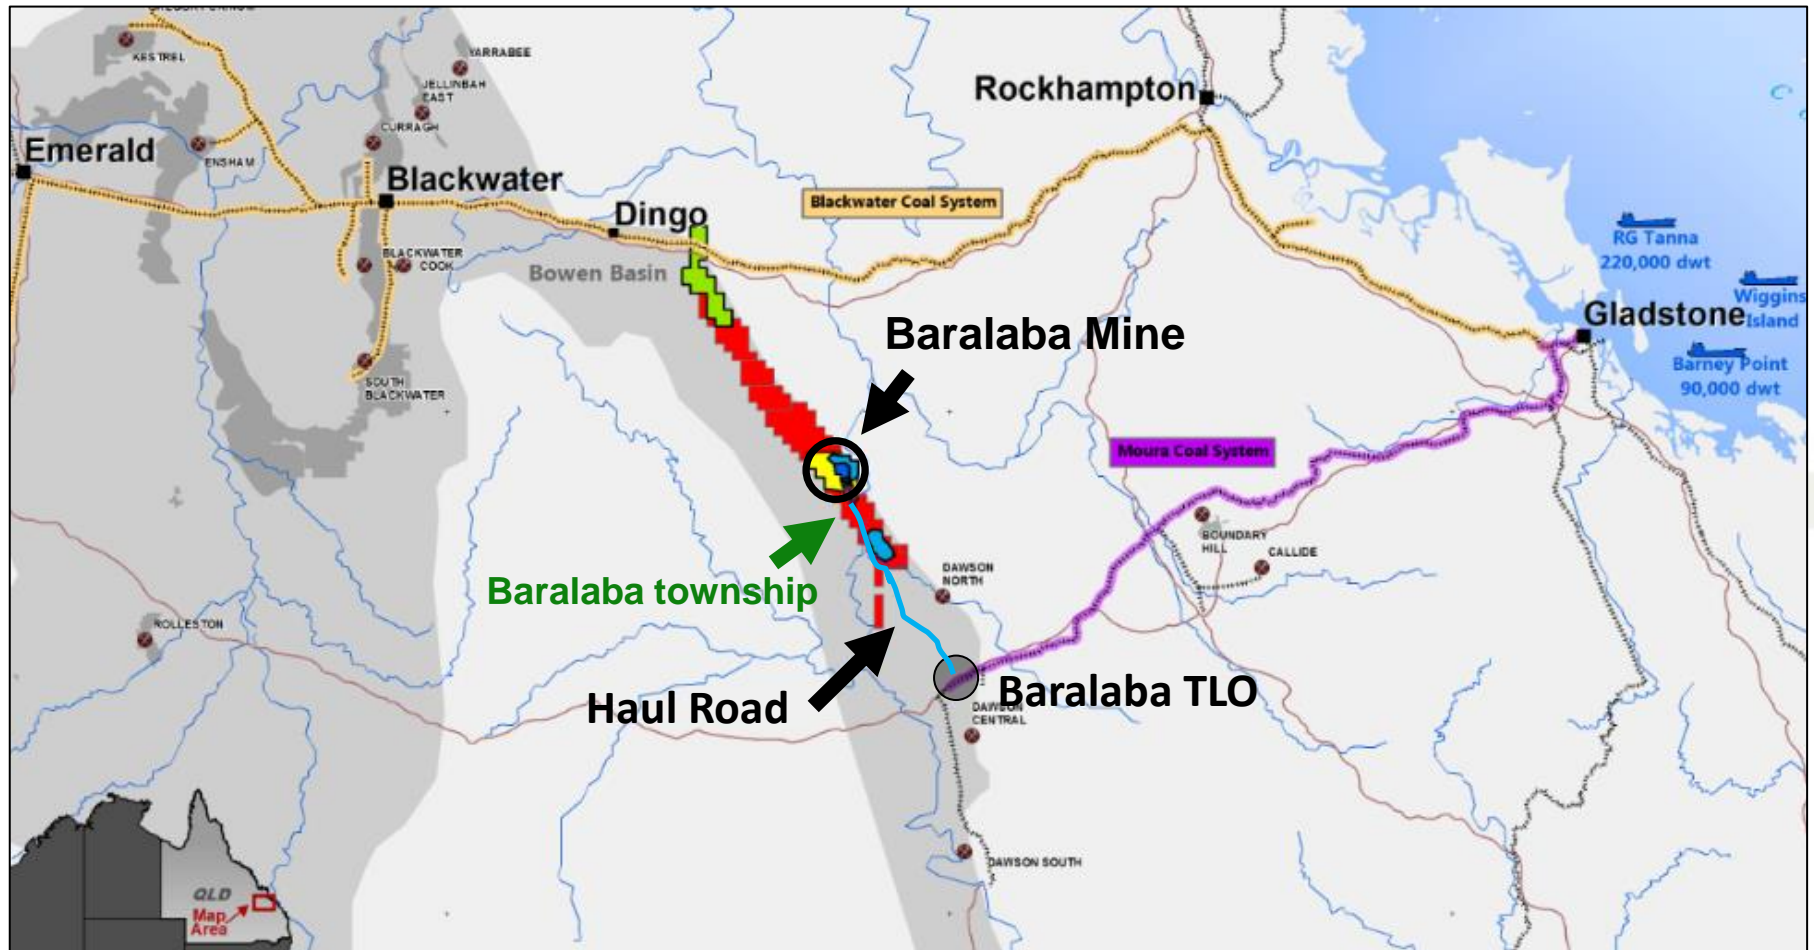 KESTREL
YARRABEE
JELLINBAH
EAST
CURRAGH
ENSHAM
Emerald
Blackwater
Dingo
Rockhampton
Blackwater Coal System
BLACKWATER
COOK
Bowen Basin
RG Tanna
220,000 dwt
Wiggins
Island
Gladstone
Barney Point
90,000 dwt
Baralaba Mine
SOUTH
BLACKWATER
Moura Coal System
BOUNDARY
HILL
CALLIDE
Baralaba township
DAWSON
NORTH
ROLLESTON
Haul Road
Baralaba TLO
DAWSON
CENTRAL
DAWSON SOUTH
QLD
Map
Area